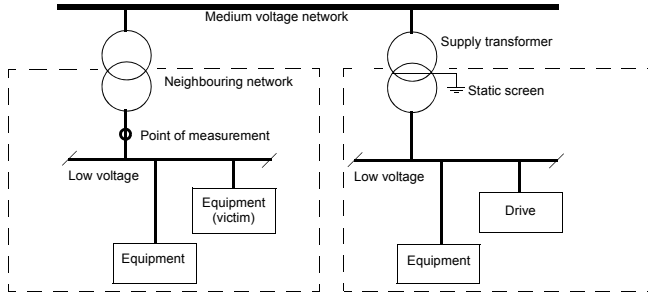 Medium voltage network
Supply transformer
Neighbouring network
Static screen
Point of measurement
Low voltage
Low voltage
Equipment
(victim)
Drive
Equipment
Equipment